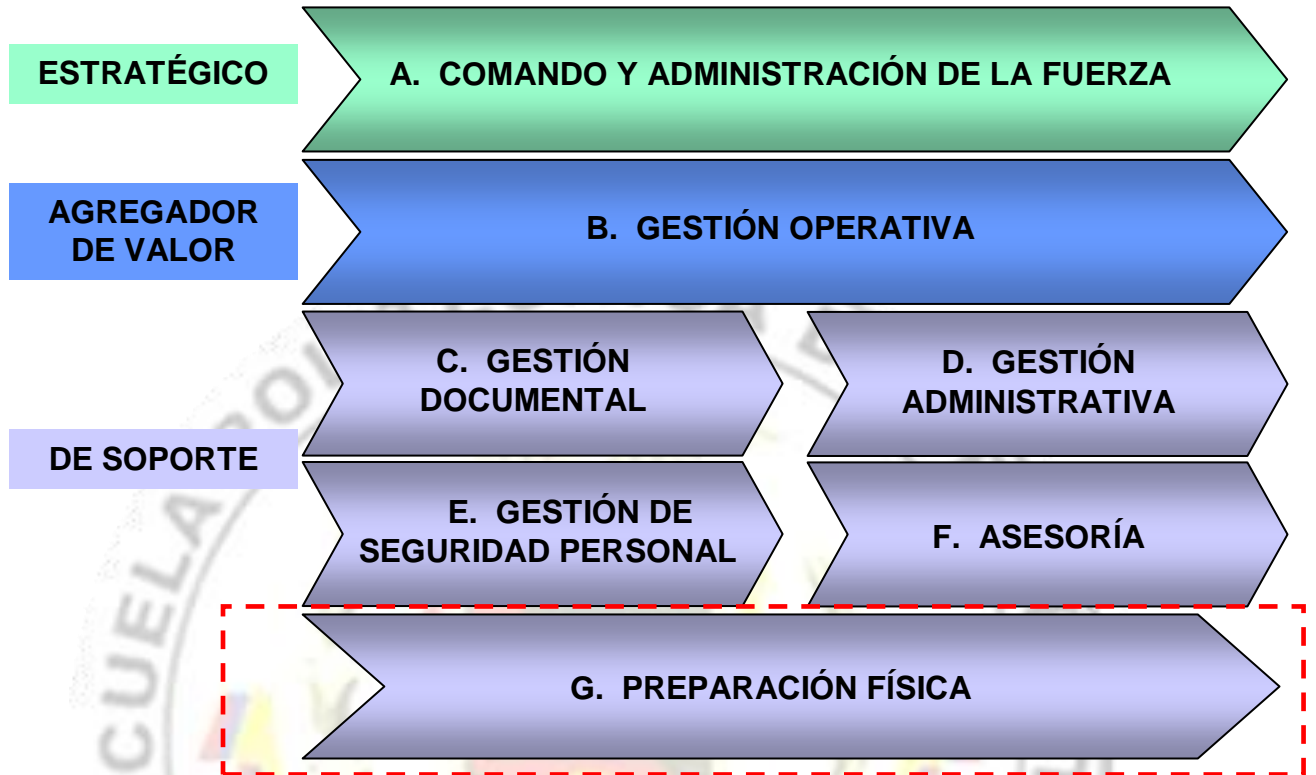 ESTRATÉGICO
A. COMANDO Y ADMINISTRACIÓN DE LA FUERZA
AGREGADOR
DE VALOR
B. GESTIÓN OPERATIVA
DE SOPORTE
C. GESTIÓN
DOCUMENTAL
D. GESTIÓN
ADMINISTRATIVA
E. GESTIÓN DE
SEGURIDAD PERSONAL
F. ASESORÍA
G. PREPARACIÓN FÍSICA